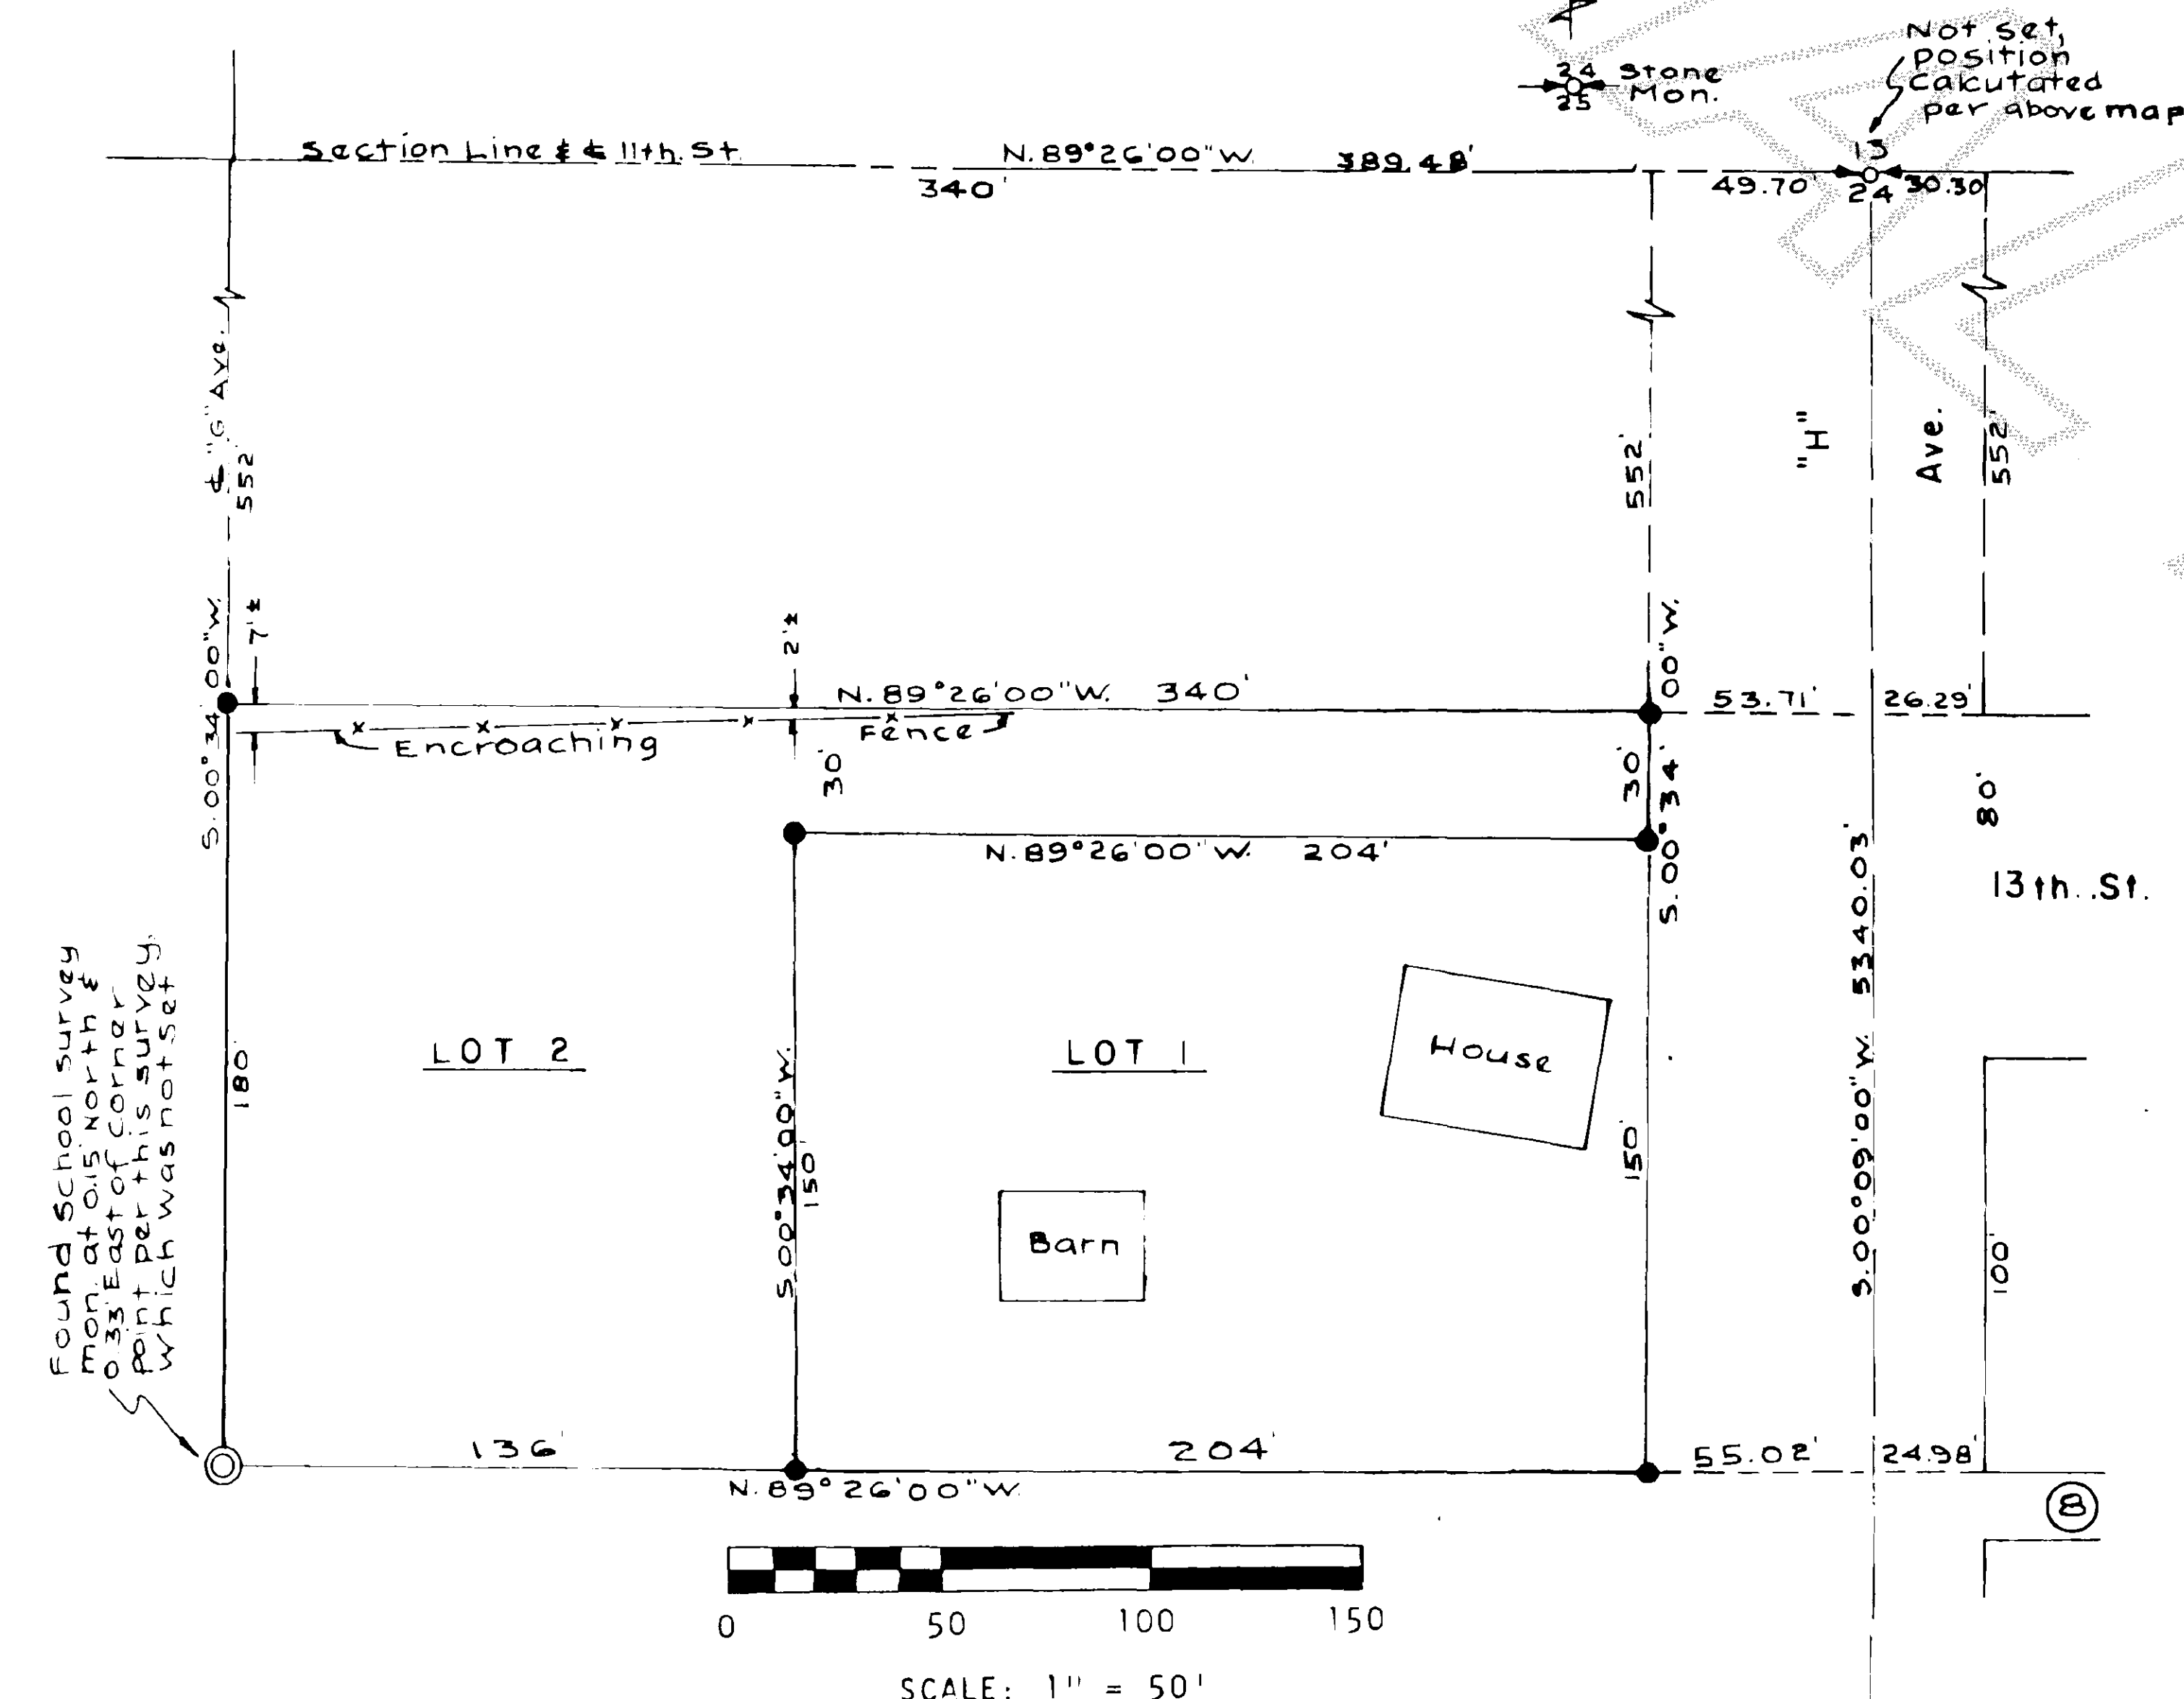 Not set,
position
Calcutated
per above map
24 Stone
25 Mon.
Section Line & ℄ 11th. St.
N.89°26'00"W. 389.48'
340'
13
49.70' 24 30.30
℄ "G" Ave.
552'
552'
"H"
Ave.
552'
S.00°34'00"W.
7'±
2'±
N.89°26'00"W. 340'
S.00°34'00"W.
53.71' 26.29'
Encroaching
Fence
30'
30'
80'
N.89°26'00"W. 204'
13th. St.
S.00°09'00"W. 5340.03'
Found School survey
mon. at 0.15' North &
0.33' East of Corner
point per this survey.
which was not set
LOT 2
LOT 1
House
180'
S.00°34'00"W.
150'
150'
Barn
100'
136'
204'
55.02' 24.98'
N.89°26'00"W.
8
0 50 100 150
SCALE: 1" = 50'